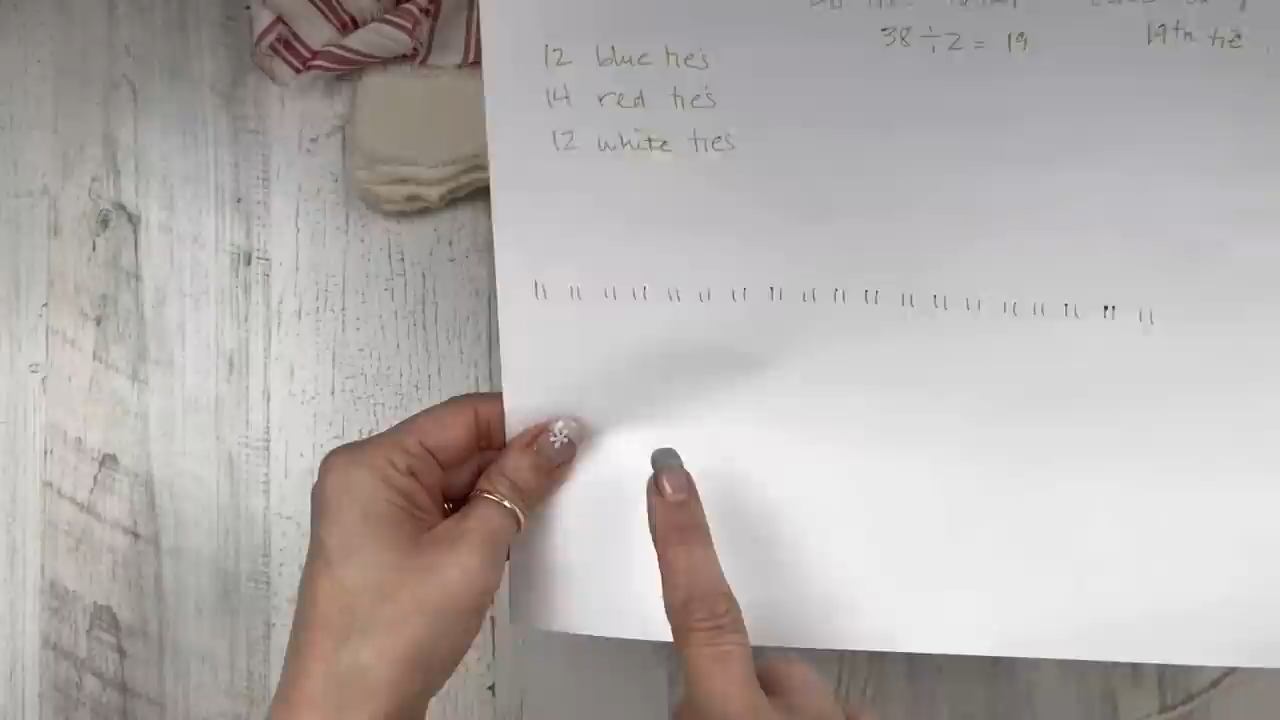 38 ÷ 2 = 19
19th tie
12 blue ties
14 red ties
12 white ties